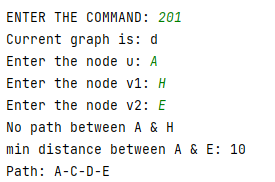 ENTER THE COMMAND: 201
Current graph is: d
Enter the node u: A
Enter the node v1: H
Enter the node v2: E
No path between A & H
min distance between A & E: 10
Path: A-C-D-E